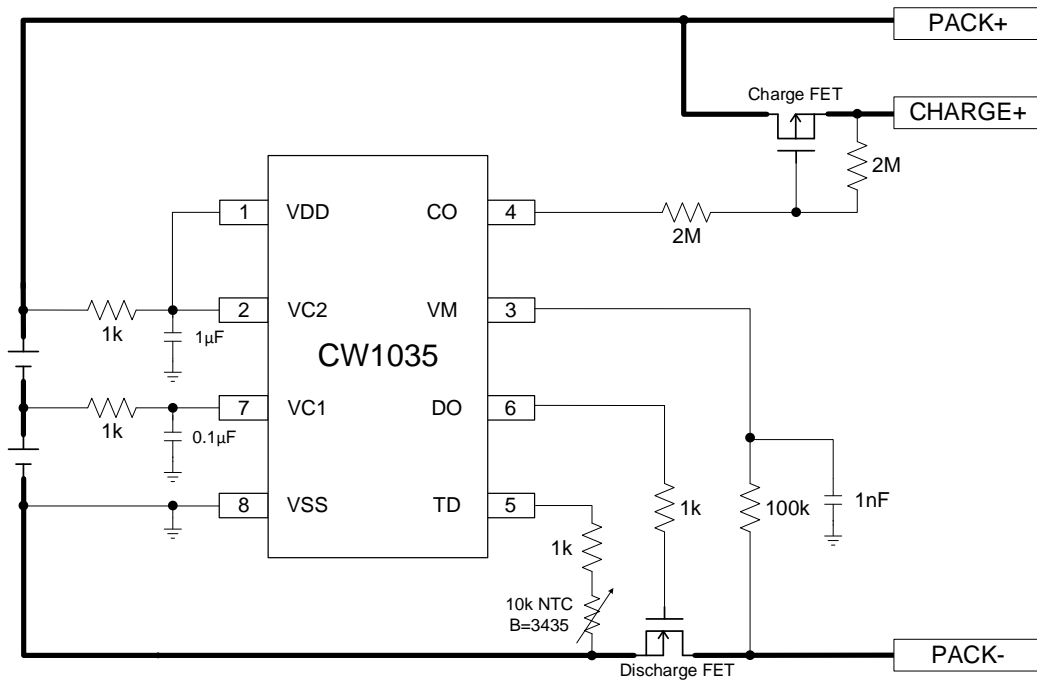 PACK+
Charge FET
CHARGE+
2M
1 VDD CO 4
2M
2 VC2 VM 3
1k
1µF
CW1035
7 VC1 DO 6
1k
0.1µF
8 VSS TD 5
1k
100k
1nF
1k
10k NTC
B=3435
PACK-
Discharge FET